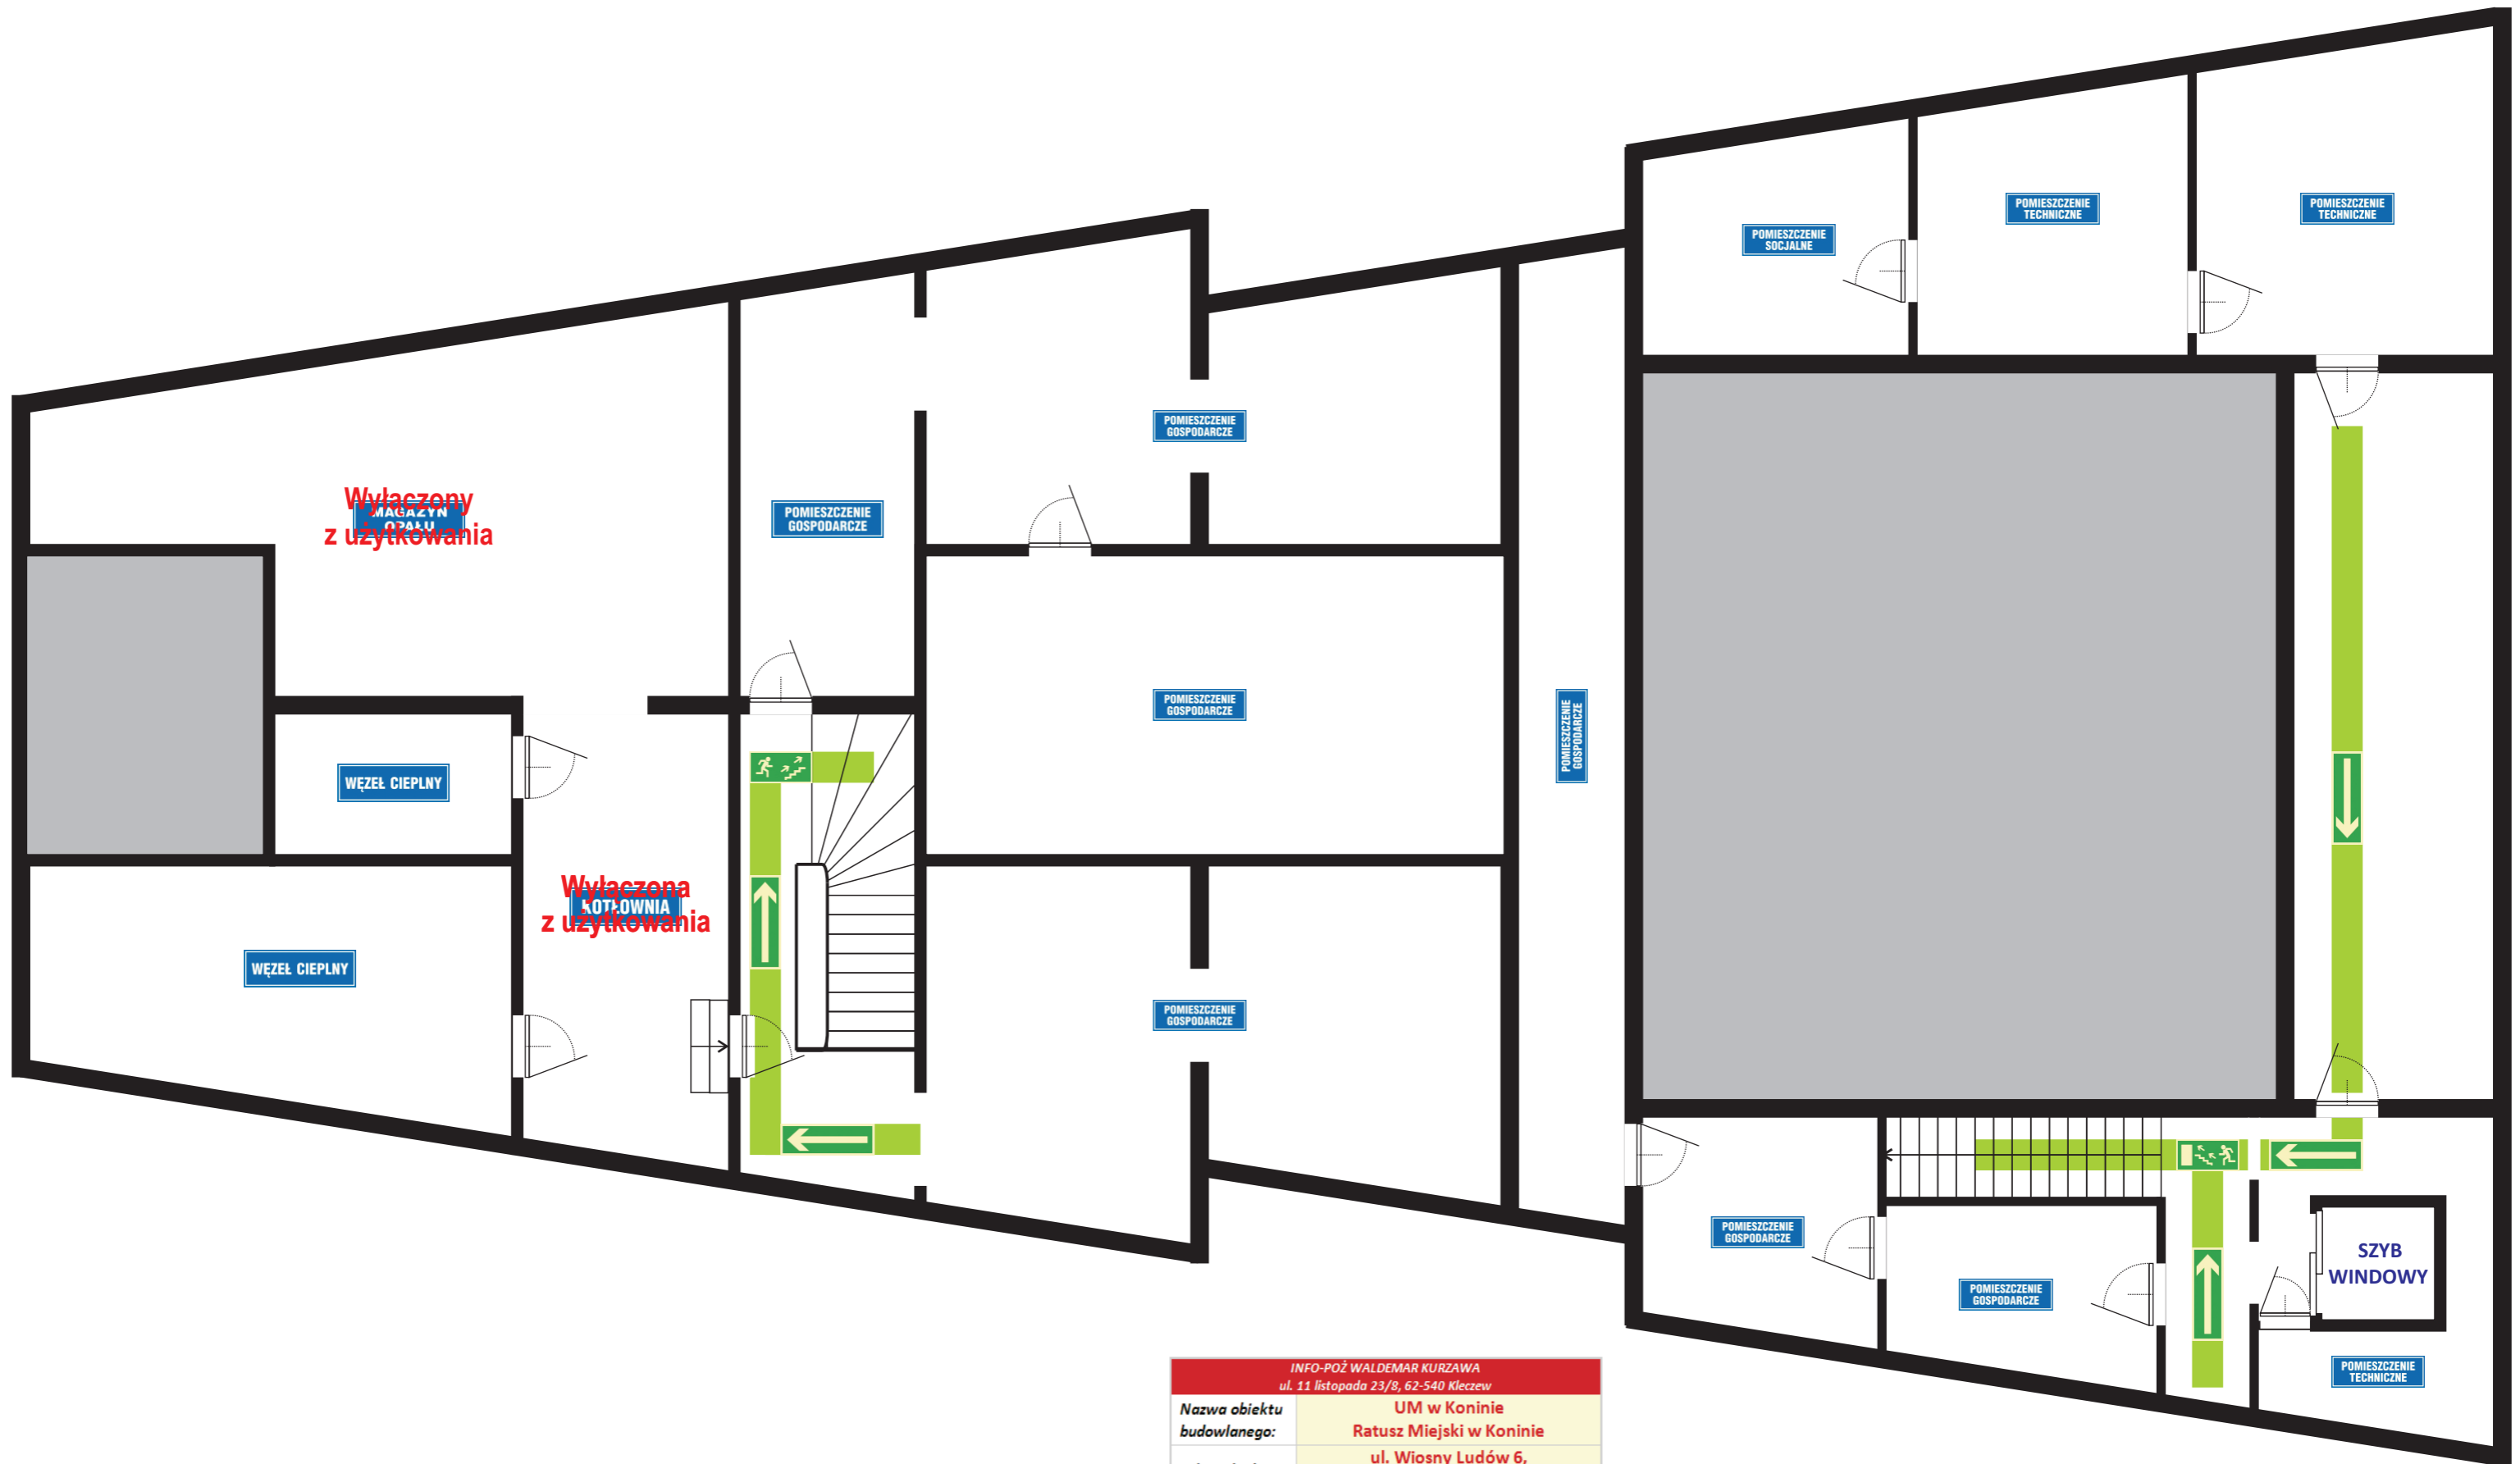 POMIESZCZENIE
TECHNICZNE
POMIESZCZENIE
TECHNICZNE
POMIESZCZENIE
SOCJALNE
POMIESZCZENIE
GOSPODARCZE
Wyłączony
z użytkowania
MAGAZYN
OPAŁU
POMIESZCZENIE
GOSPODARCZE
POMIESZCZENIE
GOSPODARCZE
POMIESZCZENIE
GOSPODARCZE
WĘZEŁ CIEPLNY
Wyłączona
z użytkowania
KOTŁOWNIA
WĘZEŁ CIEPLNY
POMIESZCZENIE
GOSPODARCZE
POMIESZCZENIE
GOSPODARCZE
POMIESZCZENIE
GOSPODARCZE
SZYB
WINDOWY
POMIESZCZENIE
TECHNICZNE
INFO-POŻ WALDEMAR KURZAWA
ul. 11 listopada 23/8, 62-540 Kleczew
Nazwa obiektu
budowlanego:
UM w Koninie
Ratusz Miejski w Koninie
ul. Wiosny Ludów 6,